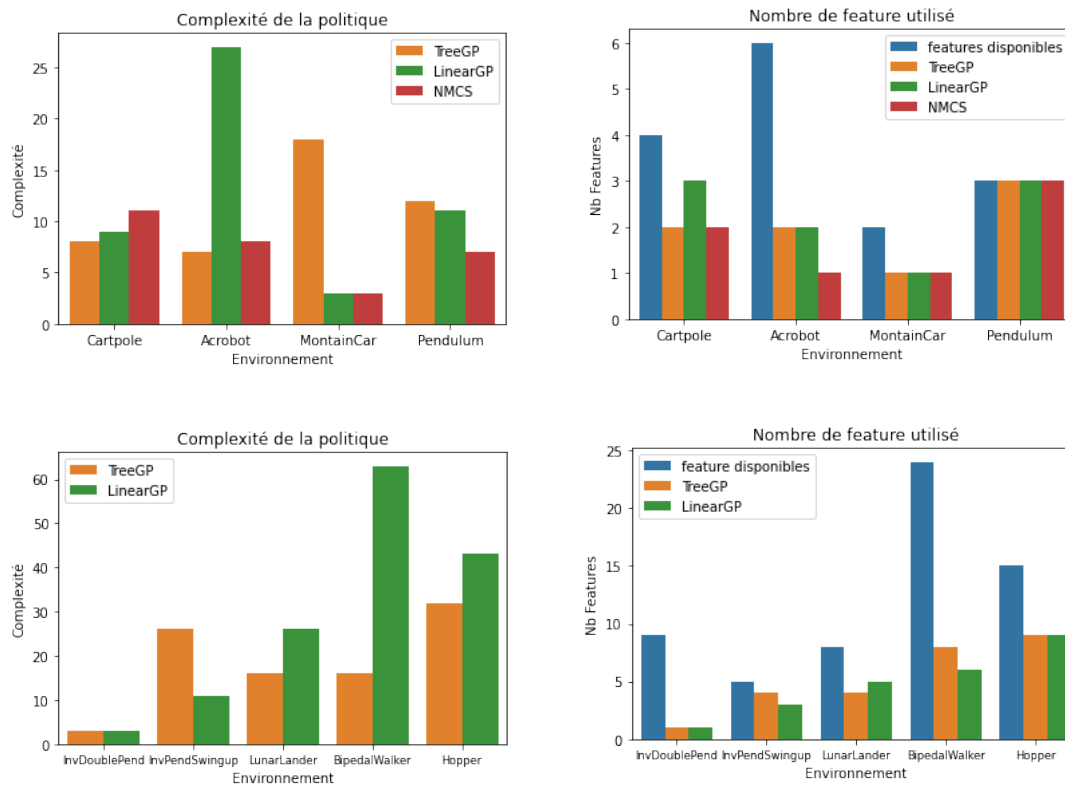 Complexité de la politique
TreeGP
LinearGP
NMCS
25
20
15
10
5
0
Complexité
Cartpole Acrobot MontainCar Pendulum
Environnement
Nombre de feature utilisé
features disponibles
TreeGP
LinearGP
NMCS
6
5
4
3
2
1
0
Nb Features
Cartpole Acrobot MontainCar Pendulum
Environnement
Complexité de la politique
TreeGP
LinearGP
60
50
40
30
20
10
0
Complexité
InvDoublePend InvPendSwingup LunarLander BipedalWalker Hopper
Environnement
Nombre de feature utilisé
feature disponibles
TreeGP
LinearGP
25
20
15
10
5
0
Nb Features
InvDoublePend InvPendSwingup LunarLander BipedalWalker Hopper
Environnement